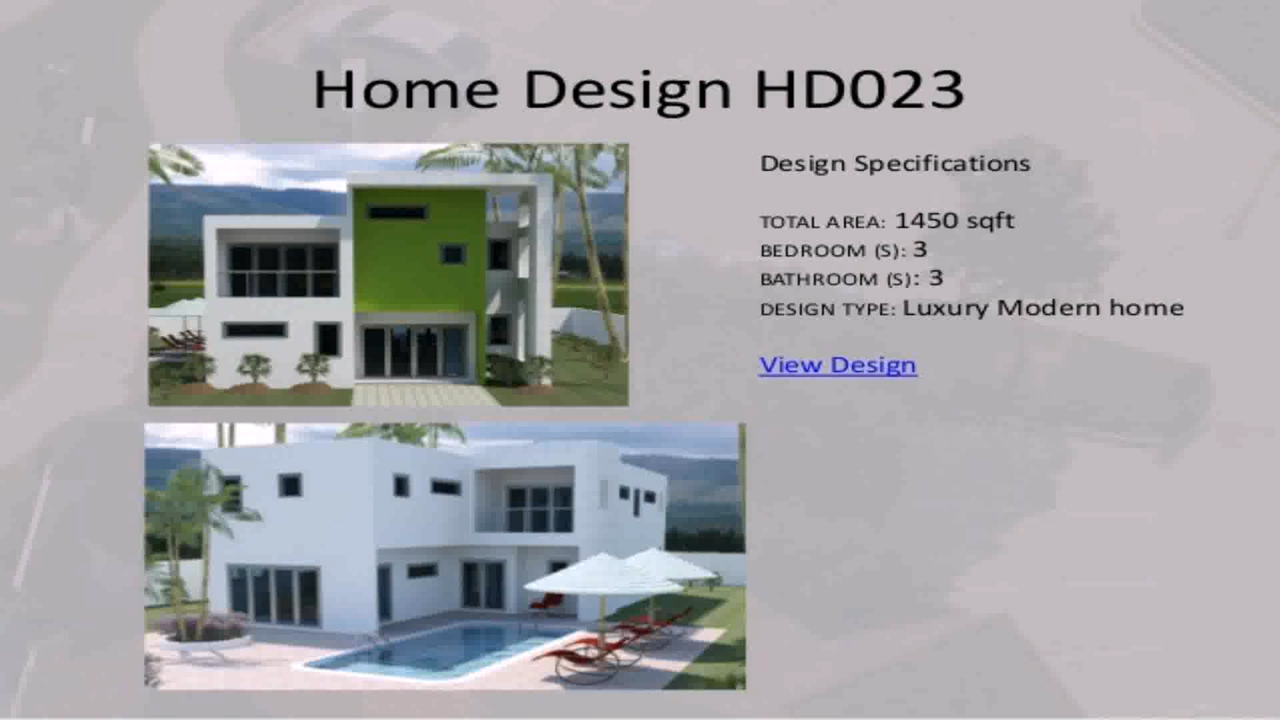 Home Design HD023
Design Specifications
TOTAL AREA: 1450 sqft
BEDROOM (S): 3
BATHROOM (S): 3
DESIGN TYPE: Luxury Modern home
View Design